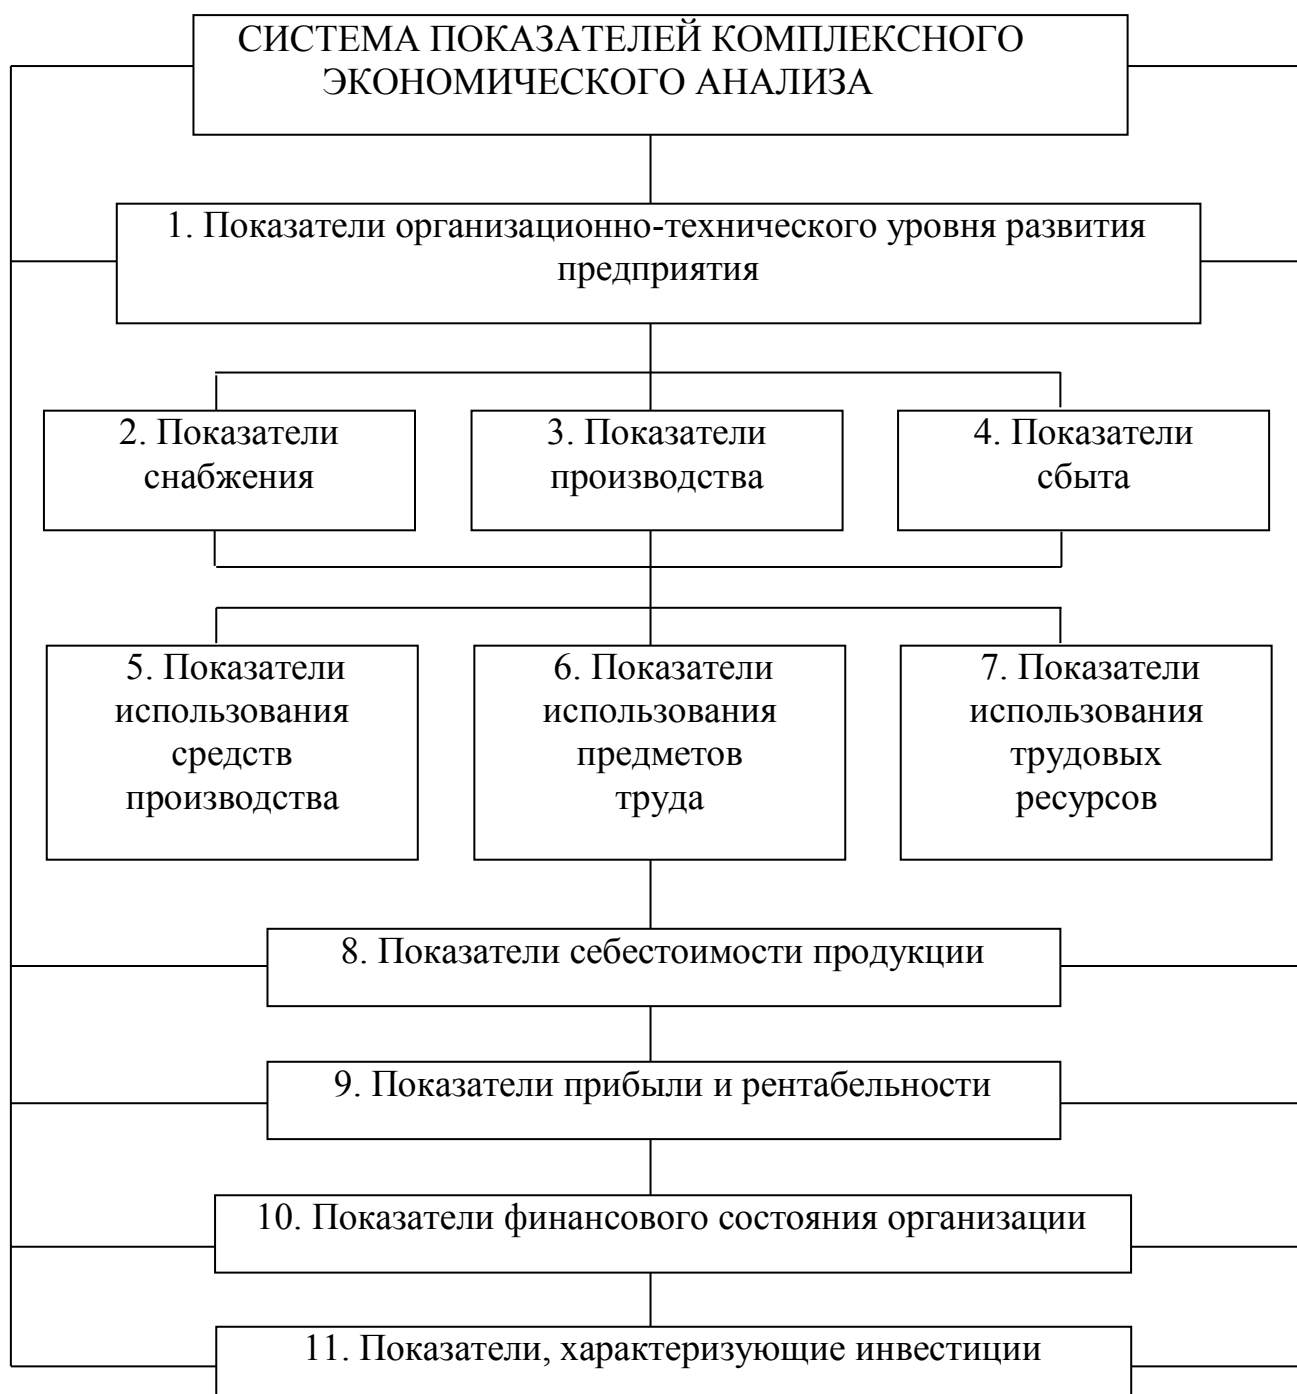 СИСТЕМА ПОКАЗАТЕЛЕЙ КОМПЛЕКСНОГО
ЭКОНОМИЧЕСКОГО АНАЛИЗА
1. Показатели организационно-технического уровня развития
предприятия
2. Показатели
снабжения
3. Показатели
производства
4. Показатели
сбыта
5. Показатели
использования
средств
производства
6. Показатели
использования
предметов
труда
7. Показатели
использования
трудовых
ресурсов
8. Показатели себестоимости продукции
9. Показатели прибыли и рентабельности
10. Показатели финансового состояния организации
11. Показатели, характеризующие инвестиции